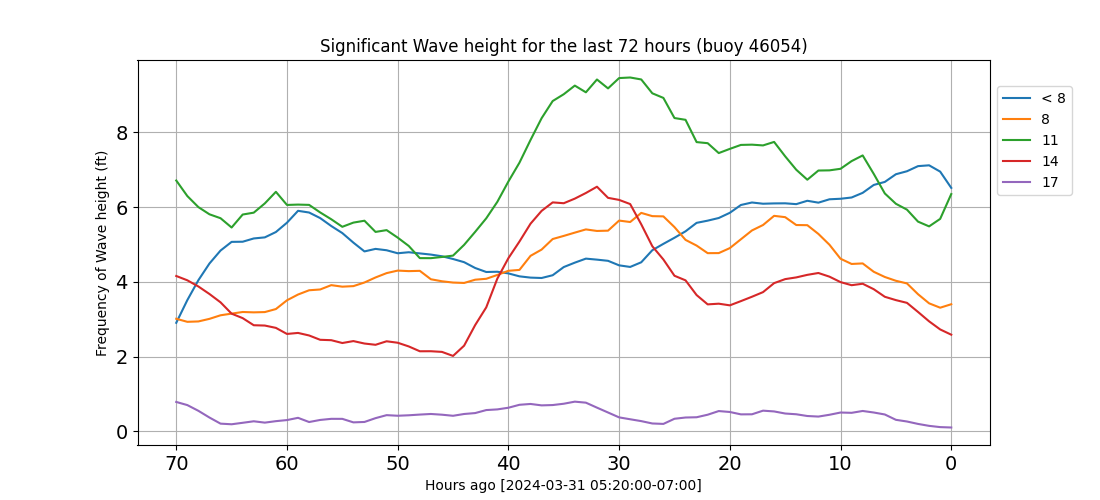 Significant Wave height for the last 72 hours (buoy 46054)
Frequency of Wave height (ft)
8
6
4
2
0
70 60 50 40 30 20 10 0
Hours ago [2024-03-31 05:20:00-07:00]
< 8
8
11
14
17